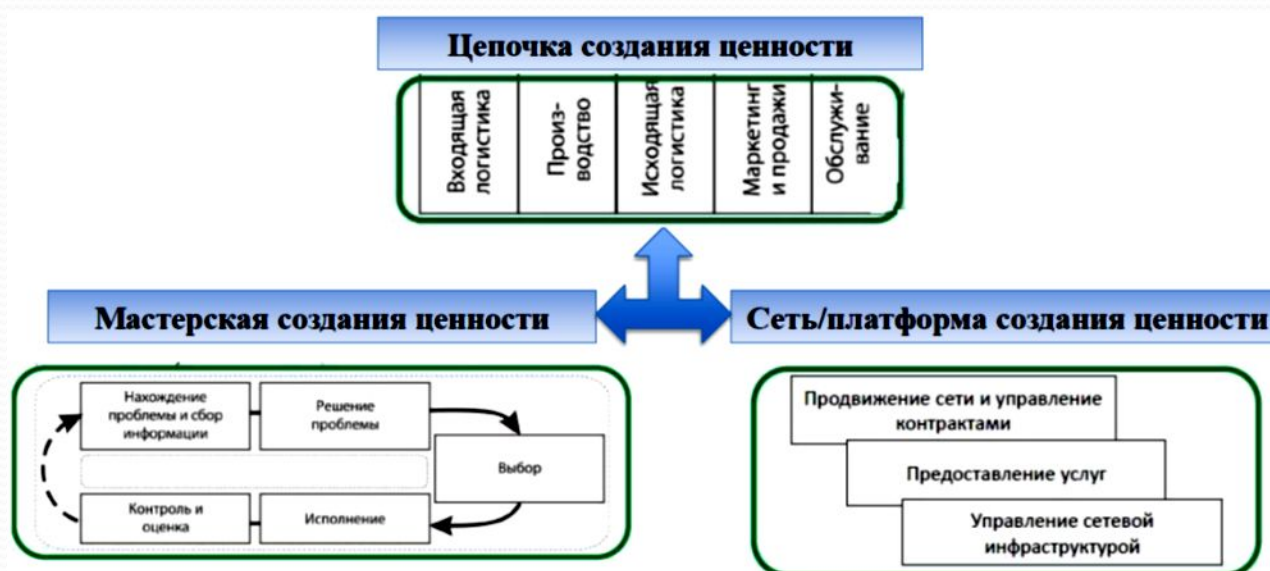 Цепочка создания ценности
Входящая
логистика
Произ-
водство
Исходящая
логистика
Маркетинг
и продажи
Обслужи-
вание
Мастерская создания ценности
Сеть/платформа создания ценности
Нахождение
проблемы и сбор
информации
Решение
проблемы
Выбор
Контроль и
оценка
Исполнение
Продвижение сети и управление
контрактами
Предоставление услуг
Управление сетевой
инфраструктурой